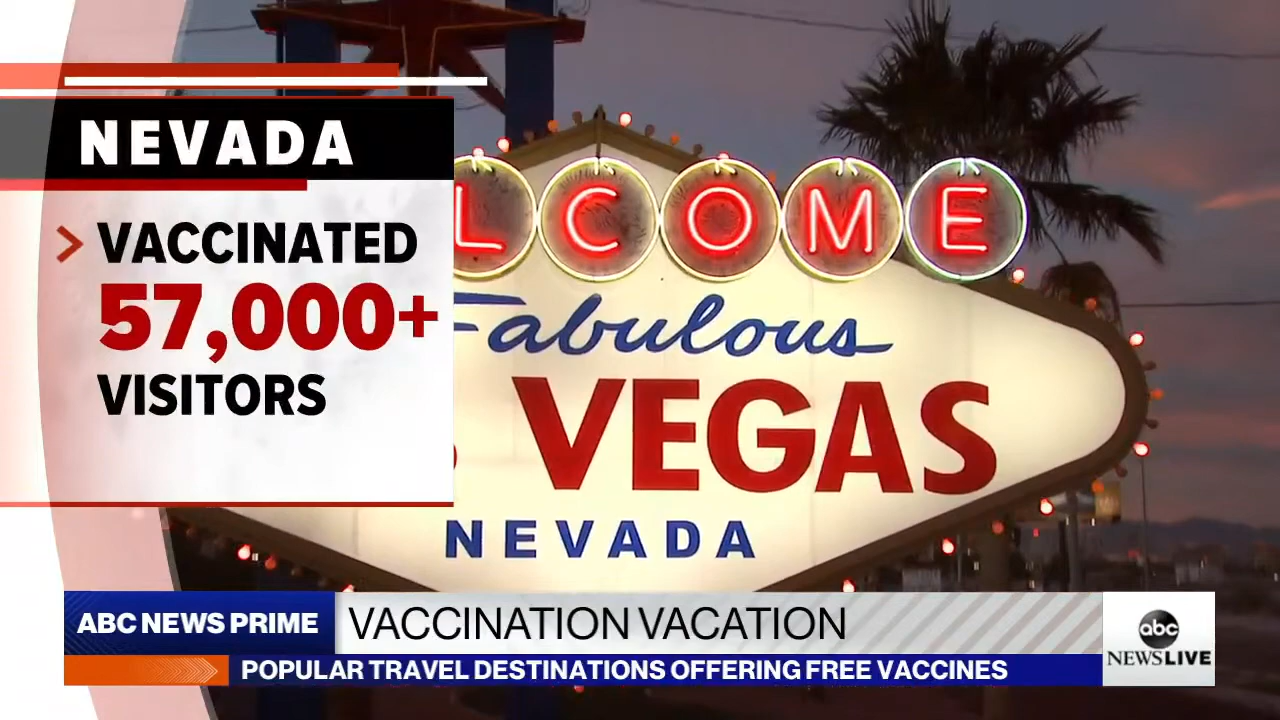 NEVADA
> VACCINATED
57,000+
VISITORS
LCOME
Fabulous
VEGAS
NEVADA
ABC NEWS PRIME
VACCINATION VACATION
POPULAR TRAVEL DESTINATIONS OFFERING FREE VACCINES
abc
NEWSLIVE